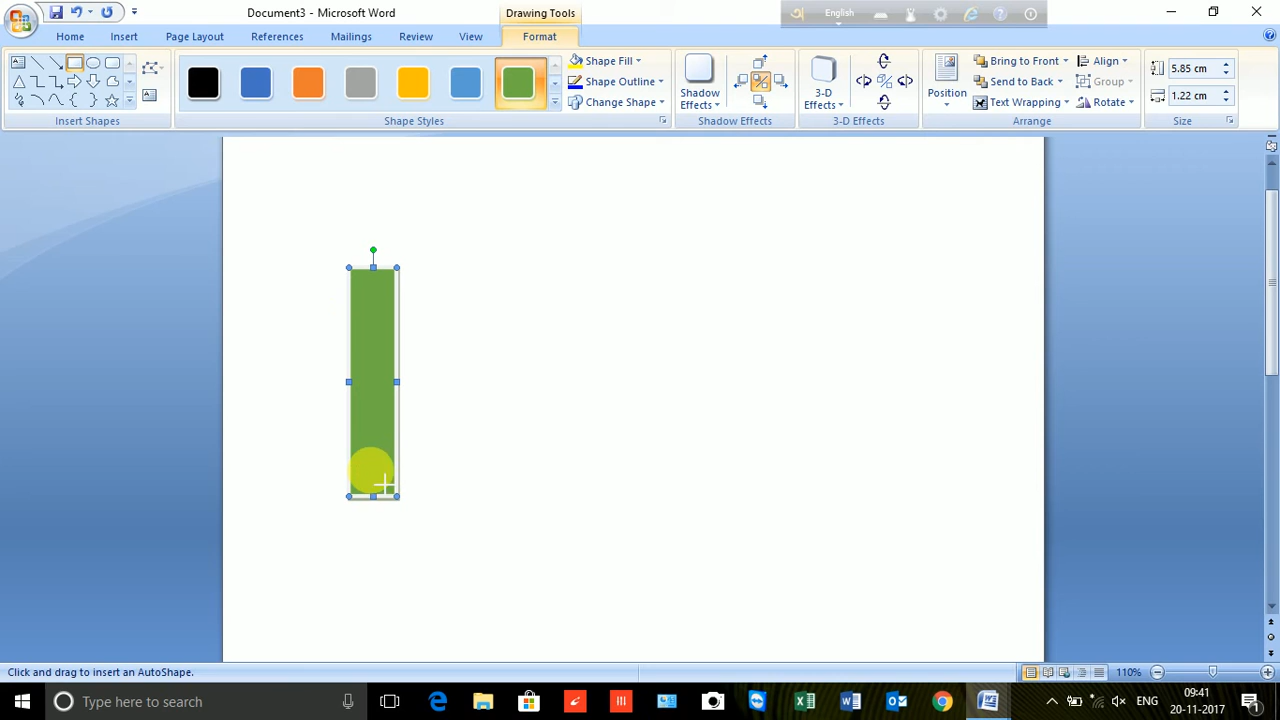 Document3 - Microsoft Word
Drawing Tools
English
Home
Insert
Page Layout
References
Mailings
Review
View
Format
Insert Shapes
Shape Fill
Shape Outline
Change Shape
Shape Styles
Shadow
Effects
Shadow Effects
3-D
Effects
3-D Effects
Position
Bring to Front
Send to Back
Text Wrapping
Align
Group
Rotate
Arrange
5.85 cm
1.22 cm
Size
Click and drag to insert an AutoShape.
110%
Type here to search
ENG
09:41
20-11-2017